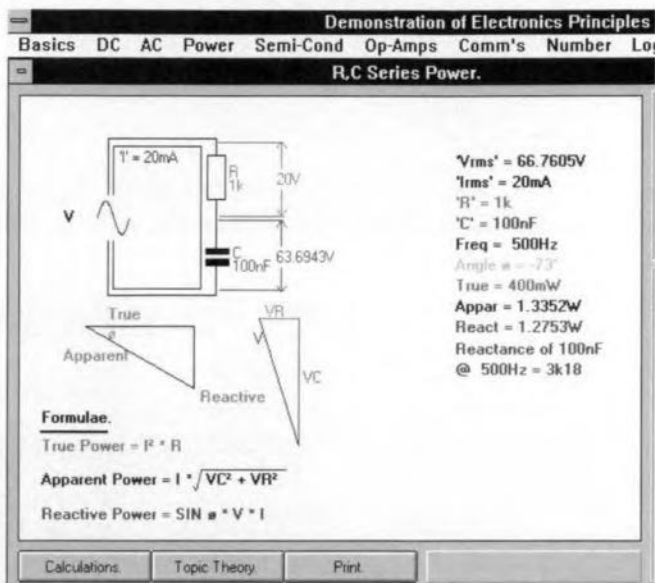 Demonstration of Electronics Principles
Basics DC AC Power Semi-Cond Op-Amps Comm's Number
R,C Series Power.
'I' = 20mA
R
1k
20V
V
C
100nF
63.6943V
'Vrms' = 66.7605V
'Irms' = 20mA
'R' = 1k
'C' = 100nF
Freq = 500Hz
Angle ø = -73°
True = 400mW
Appar = 1.3352W
React = 1.2753W
Reactance of 100nF
@ 500Hz = 3k18
True
ø
Apparent
Reactive
VR
V
VC
Formulae.
True Power = I² * R
Apparent Power = I * √VC² + VR²
Reactive Power = SIN ø * V * I
Calculations. Topic Theory. Print.